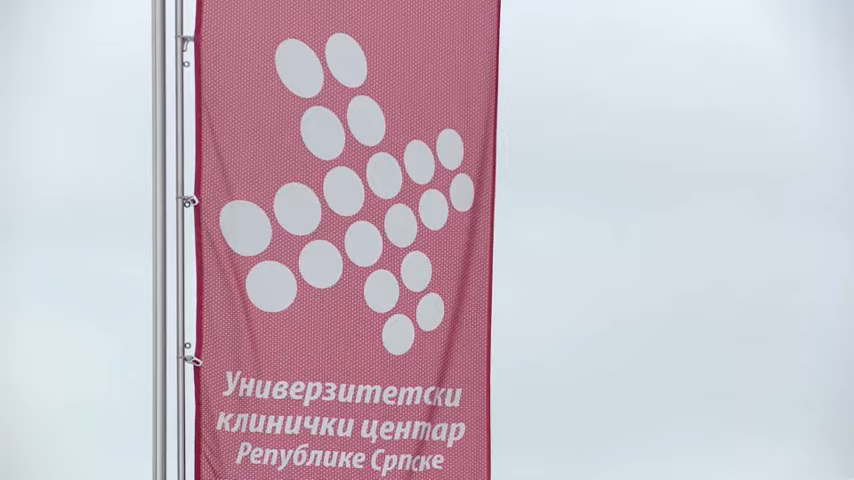 Универзитетски
клинички центар
Републике Српске